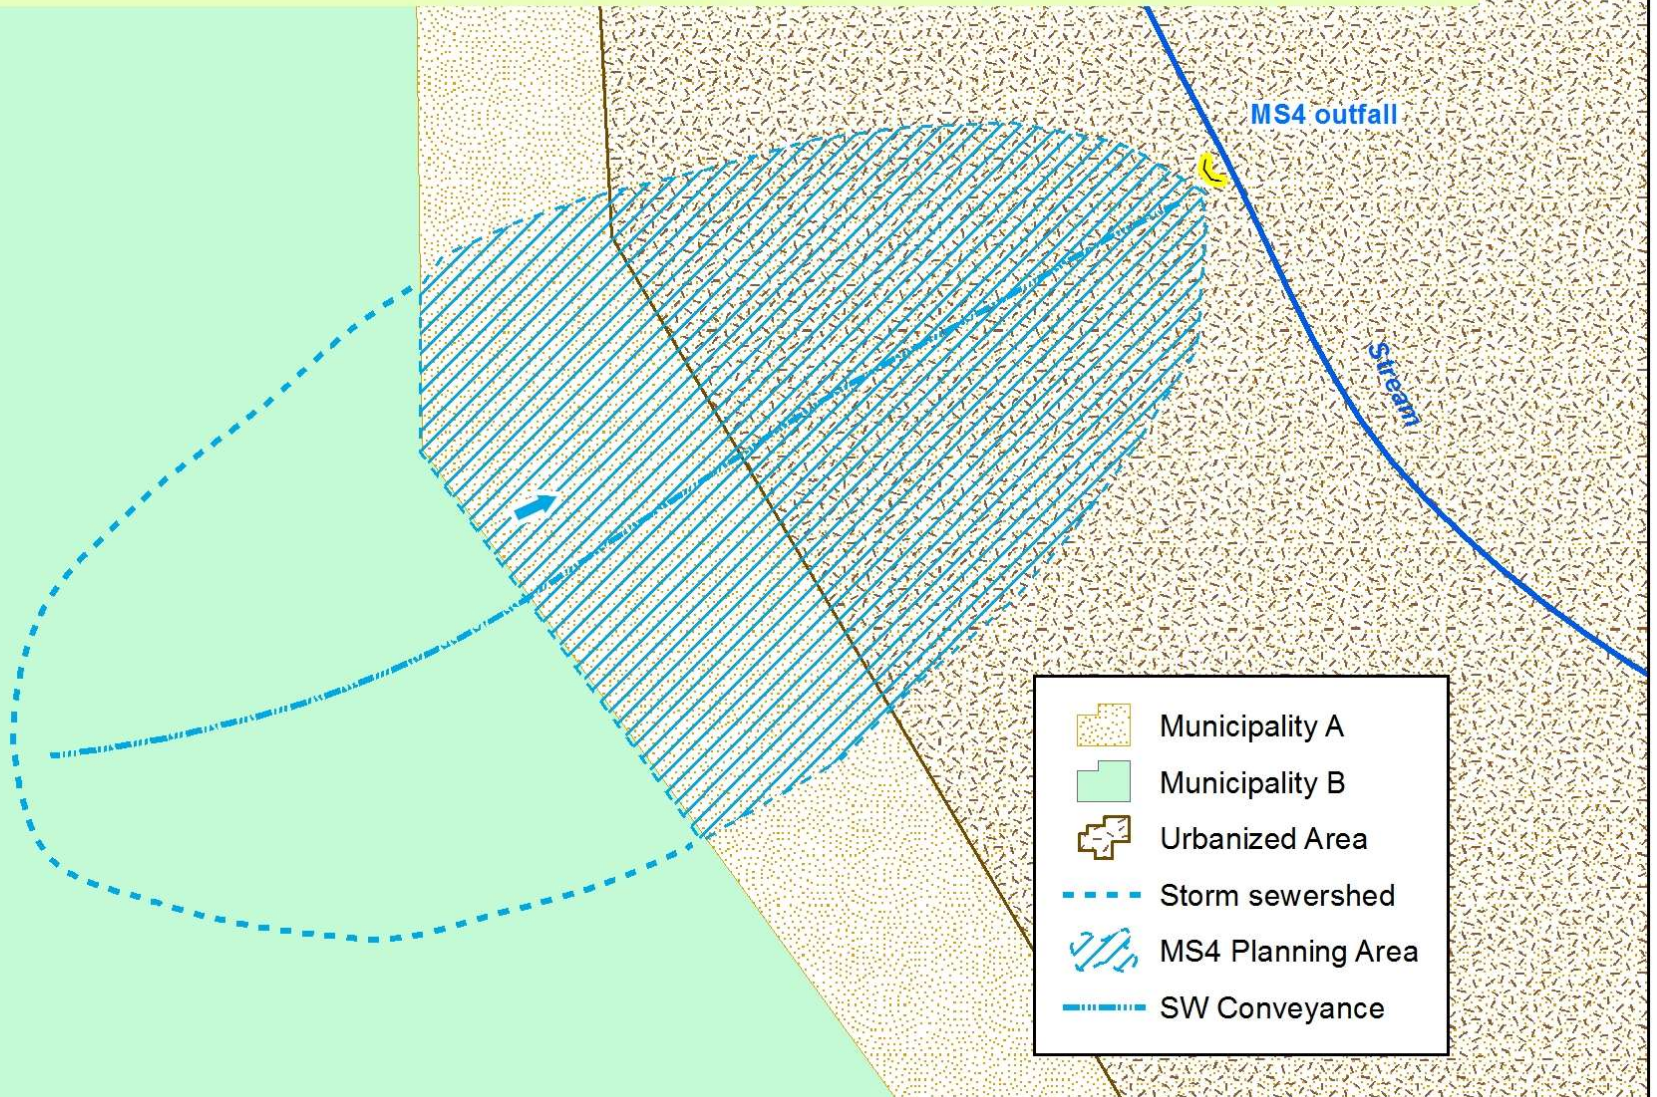 MS4 outfall
Stream
Municipality A
Municipality B
Urbanized Area
Storm sewershed
MS4 Planning Area
SW Conveyance